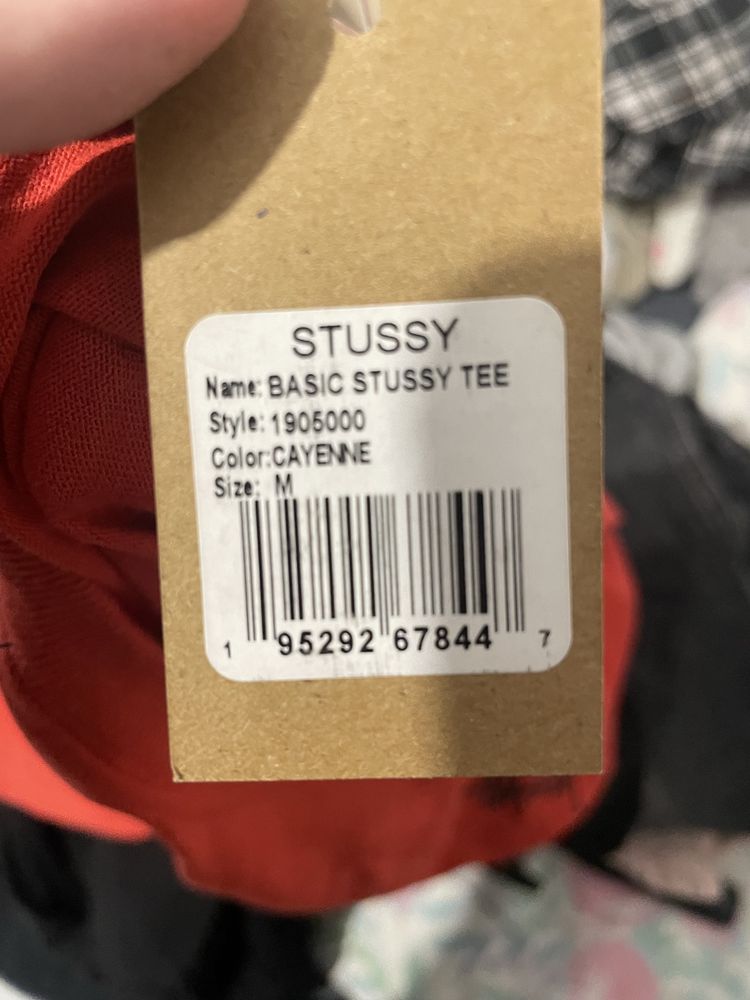 STUSSY
Name: BASIC STUSSY TEE
Style: 1905000
Color:CAYENNE
Size: M
1 95292 67844 7